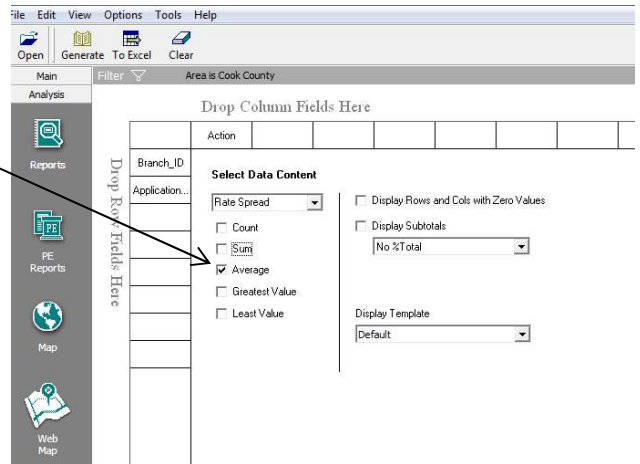 File Edit View Options Tools Help
Open Generate To Excel Clear
Main Filter Area is Cook County
Analysis
Drop Column Fields Here
Action
Reports
Drop Row Fields Here
Branch_ID
Application...
Select Data Content
Rate Spread
Display Rows and Cols with Zero Values
Count
Display Subtotals
Sum
No %Total
Average
PE
PE
Reports
Greatest Value
Least Value
Display Template
Default
Map
Web
Map